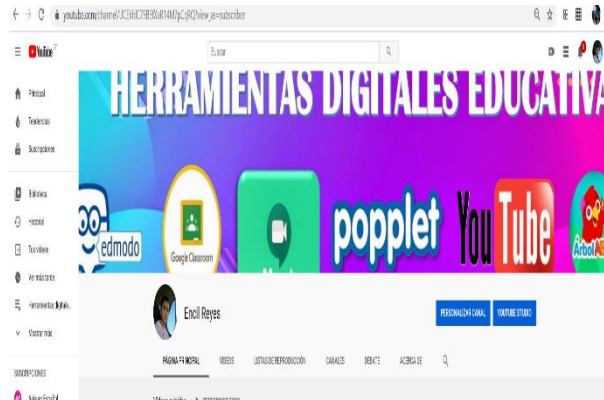 YouTube
Buscar
Principal
Tendencias
Suscripciones
Biblioteca
Historial
Tus videos
Ver más tarde
Herramientas digitale...
Mostrar más
SUSCRIPCIONES
HERRAMIENTAS DIGITALES EDUCATIVA
edmodo
Google Classroom
popplet
YouTube
Encil Reyes
PERSONALIZAR CANAL
YOUTUBE STUDIO
PÁGINA PRINCIPAL VIDEOS LISTAS DE REPRODUCCIÓN CANALES DEBATE ACERCA DE